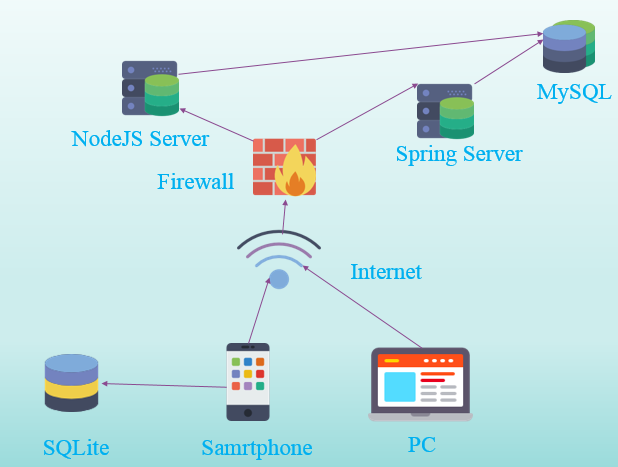 MySQL
NodeJS Server
Spring Server
Firewall
Internet
SQLite
Samrtphone
PC